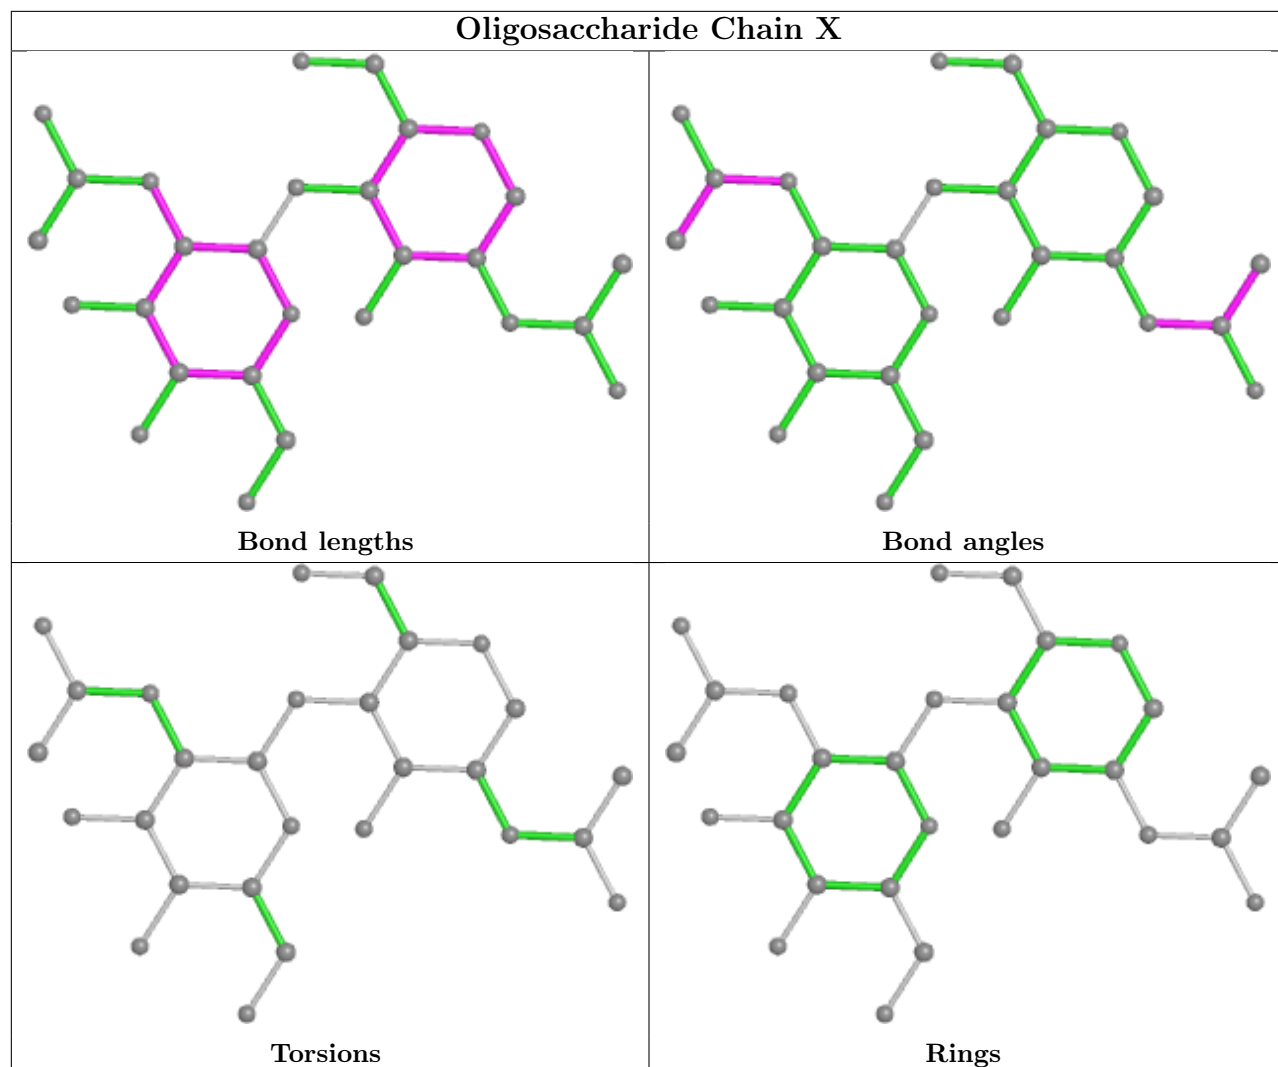 Oligosaccharide Chain X
Bond lengths
Bond angles
Torsions
Rings